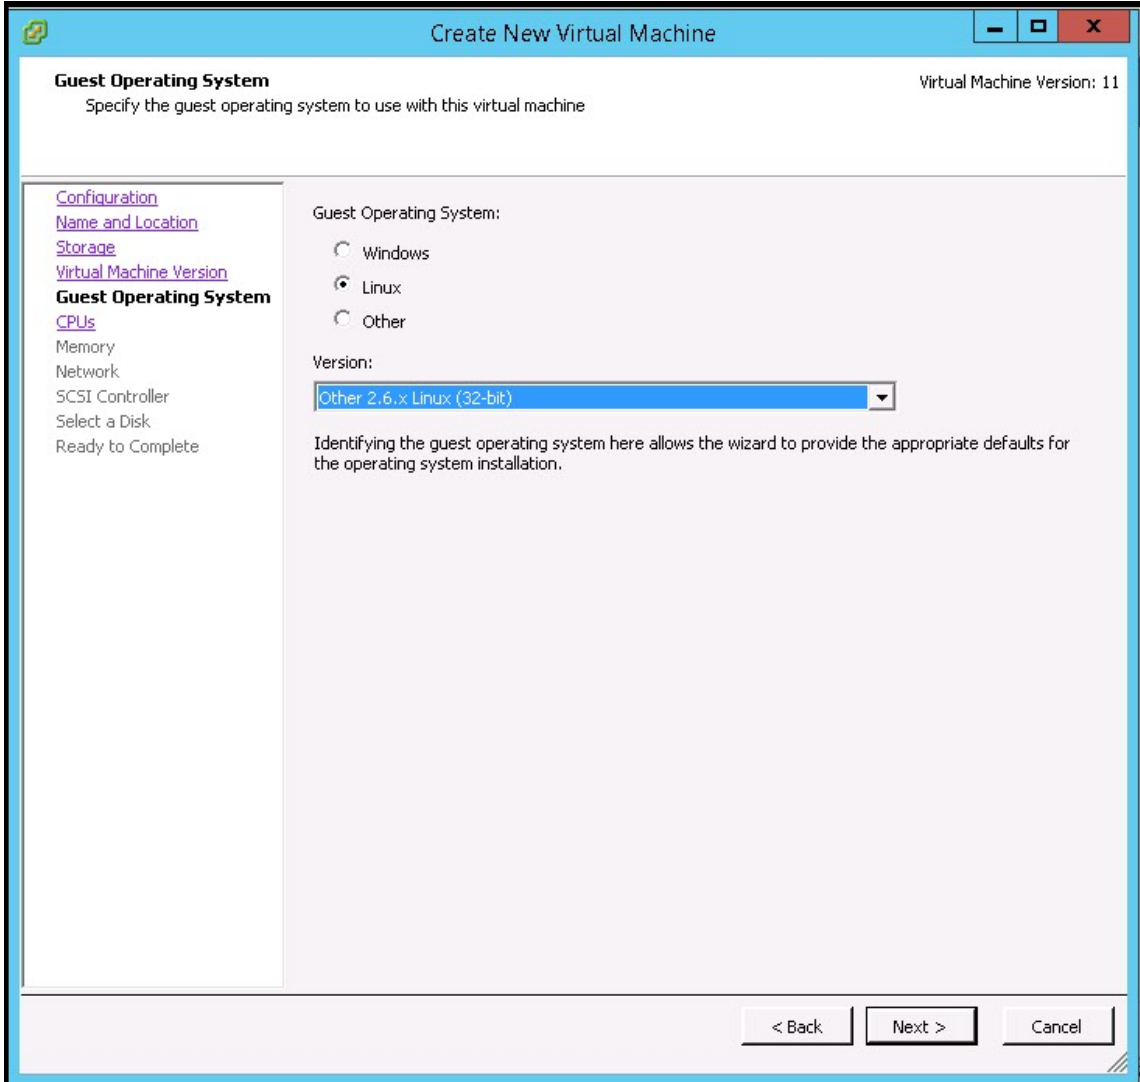 Create New Virtual Machine
Guest Operating System
Virtual Machine Version: 11
Specify the guest operating system to use with this virtual machine
Configuration
Name and Location
Storage
Virtual Machine Version
Guest Operating System
CPUs
Memory
Network
SCSI Controller
Select a Disk
Ready to Complete
Guest Operating System:
Windows
Linux
Other
Version:
Other 2.6.x Linux (32-bit)
Identifying the guest operating system here allows the wizard to provide the appropriate defaults for
the operating system installation.
< Back
Next >
Cancel